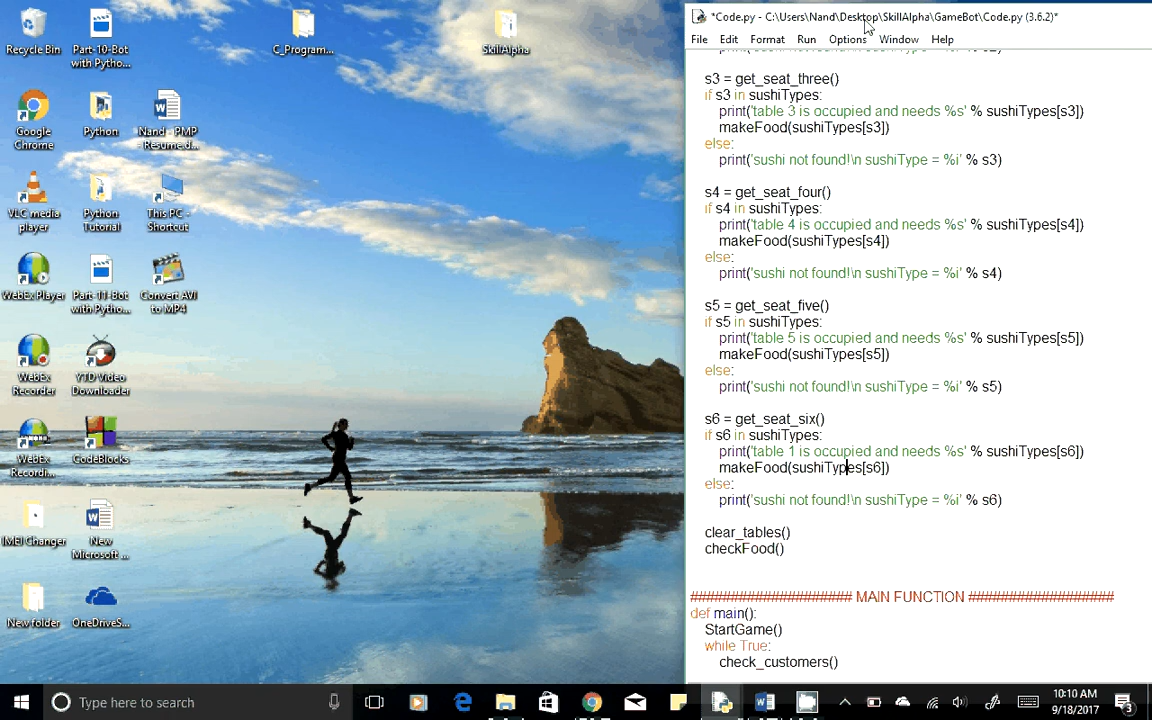 *Code.py - C:\Users\Nand\Desktop\SkillAlpha\GameBot\Code.py (3.6.2)*
File Edit Format Run Options Window Help
s3 = get_seat_three()
if s3 in sushiTypes:
print('table 3 is occupied and needs %s' % sushiTypes[s3])
makeFood(sushiTypes[s3])
else:
print('sushi not found!\n sushiType = %i' % s3)
s4 = get_seat_four()
if s4 in sushiTypes:
print('table 4 is occupied and needs %s' % sushiTypes[s4])
makeFood(sushiTypes[s4])
else:
print('sushi not found!\n sushiType = %i' % s4)
s5 = get_seat_five()
if s5 in sushiTypes:
print('table 5 is occupied and needs %s' % sushiTypes[s5])
makeFood(sushiTypes[s5])
else:
print('sushi not found!\n sushiType = %i' % s5)
s6 = get_seat_six()
if s6 in sushiTypes:
print('table 1 is occupied and needs %s' % sushiTypes[s6])
makeFood(sushiTypes[s6])
else:
print('sushi not found!\n sushiType = %i' % s6)
clear_tables()
checkFood()
MAIN FUNCTION
def main():
StartGame()
while True:
check_customers()
Recycle Bin
Part-10-Bot
with Pytho...
C_Program...
SkillAlpha
Google
Chrome
Python
Nand - PMP
- Resume.d...
VLC media
player
Python
Tutorial
This PC -
Shortcut
WebEx Player
Part-11-Bot
with Pytho...
Convert AVI
to MP4
WebEx
Recorder
YTD Video
Downloader
WebEx
Recordi...
CodeBlocks
IMEI Changer
New
Microsoft ...
New folder
OneDriveS...
Type here to search
10:10 AM
9/18/2017
3